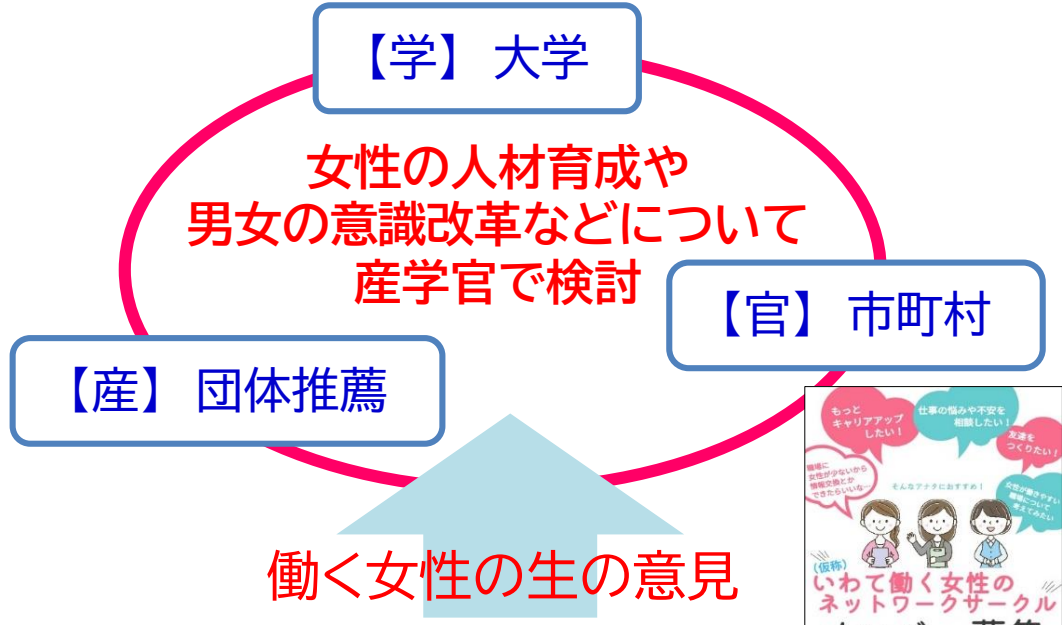 【学】 大学
女性の人材育成や
男女の意識改革などについて
産学官で検討
【官】 市町村
【産】 団体推薦
働く女性の生の意見
もっと
キャリアアップ
したい！
仕事の悩みや不安を
相談したい！
友達を
つくりたい！
職場に
女性が少ないから
情報交換とか
できたらいいな…
そんなアナタにおすすめ！
女性が働きやすい
職場について
考えてみたい
(仮称)
いわて働く女性の
ネットワークサークル